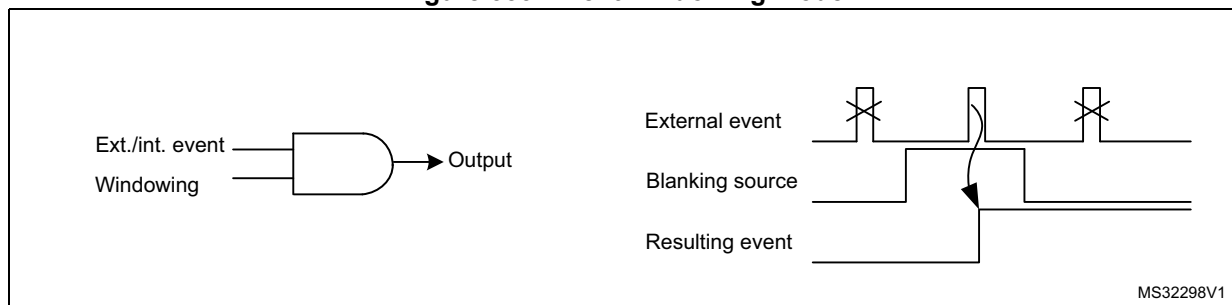 Ext./int. event
Windowing
Output
External event
Blanking source
Resulting event
MS32298V1